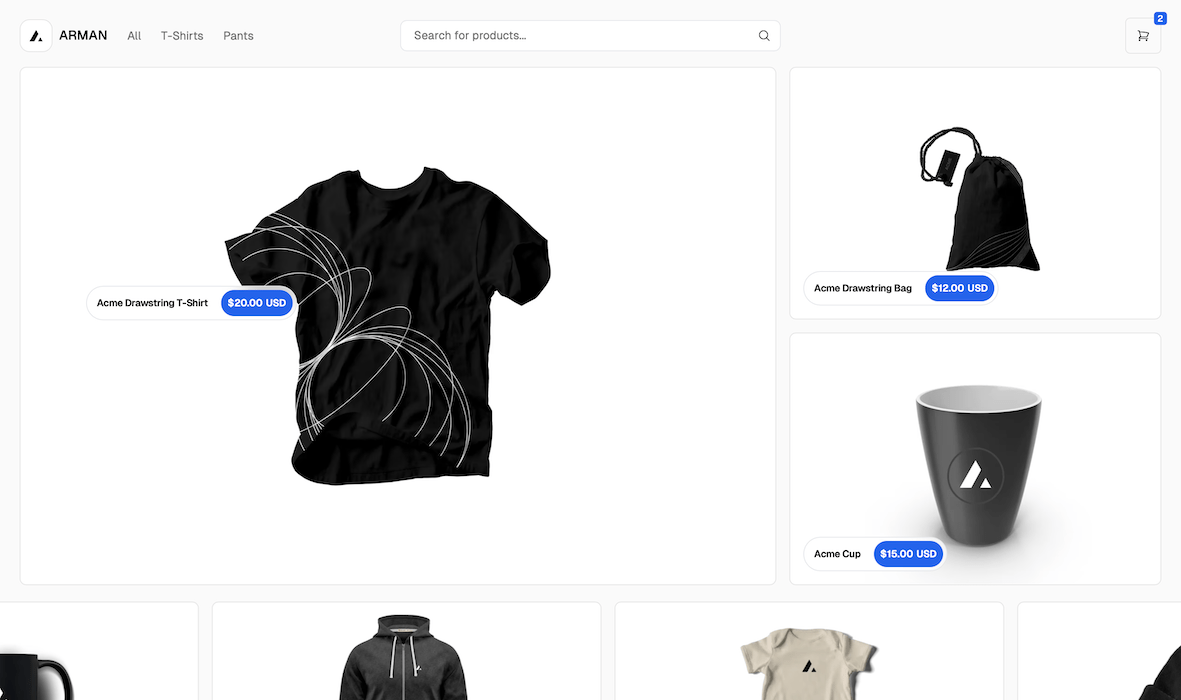 ARMAN
All
T-Shirts
Pants
Search for products...
2
Acme Drawstring T-Shirt
$20.00 USD
Acme Drawstring Bag
$12.00 USD
Acme Cup
$15.00 USD